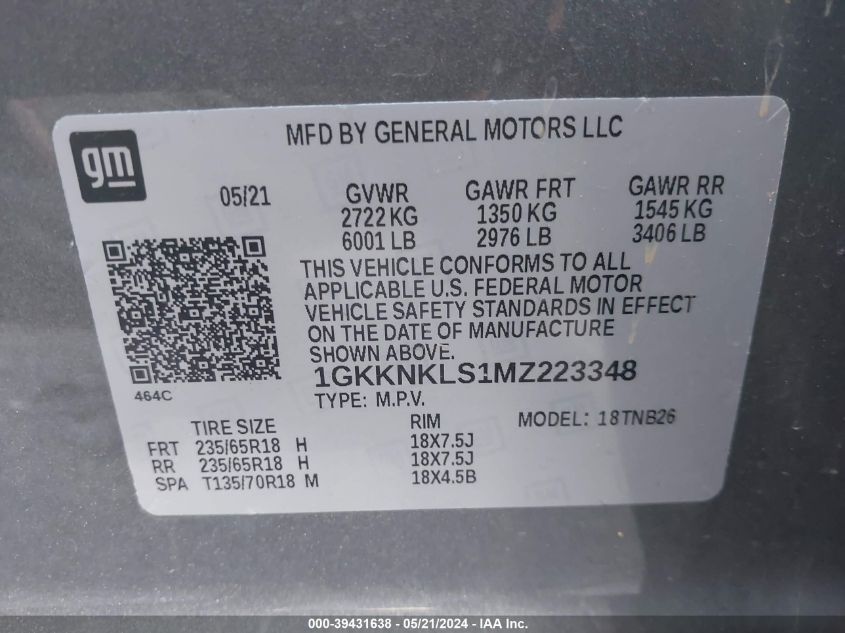 gm
MFD BY GENERAL MOTORS LLC
05/21 GVWR GAWR FRT GAWR RR
2722 KG 1350 KG 1545 KG
6001 LB 2976 LB 3406 LB
THIS VEHICLE CONFORMS TO ALL
APPLICABLE U.S. FEDERAL MOTOR
VEHICLE SAFETY STANDARDS IN EFFECT
ON THE DATE OF MANUFACTURE
SHOWN ABOVE.
1GKKNKLS1MZ223348
464C
TYPE: M.P.V.
TIRE SIZE RIM MODEL: 18TNB26
FRT 235/65R18 H 18X7.5J
RR 235/65R18 H 18X7.5J
SPA T135/70R18 M 18X4.5B
000-39431638 - 05/21/2024 - IAA Inc.